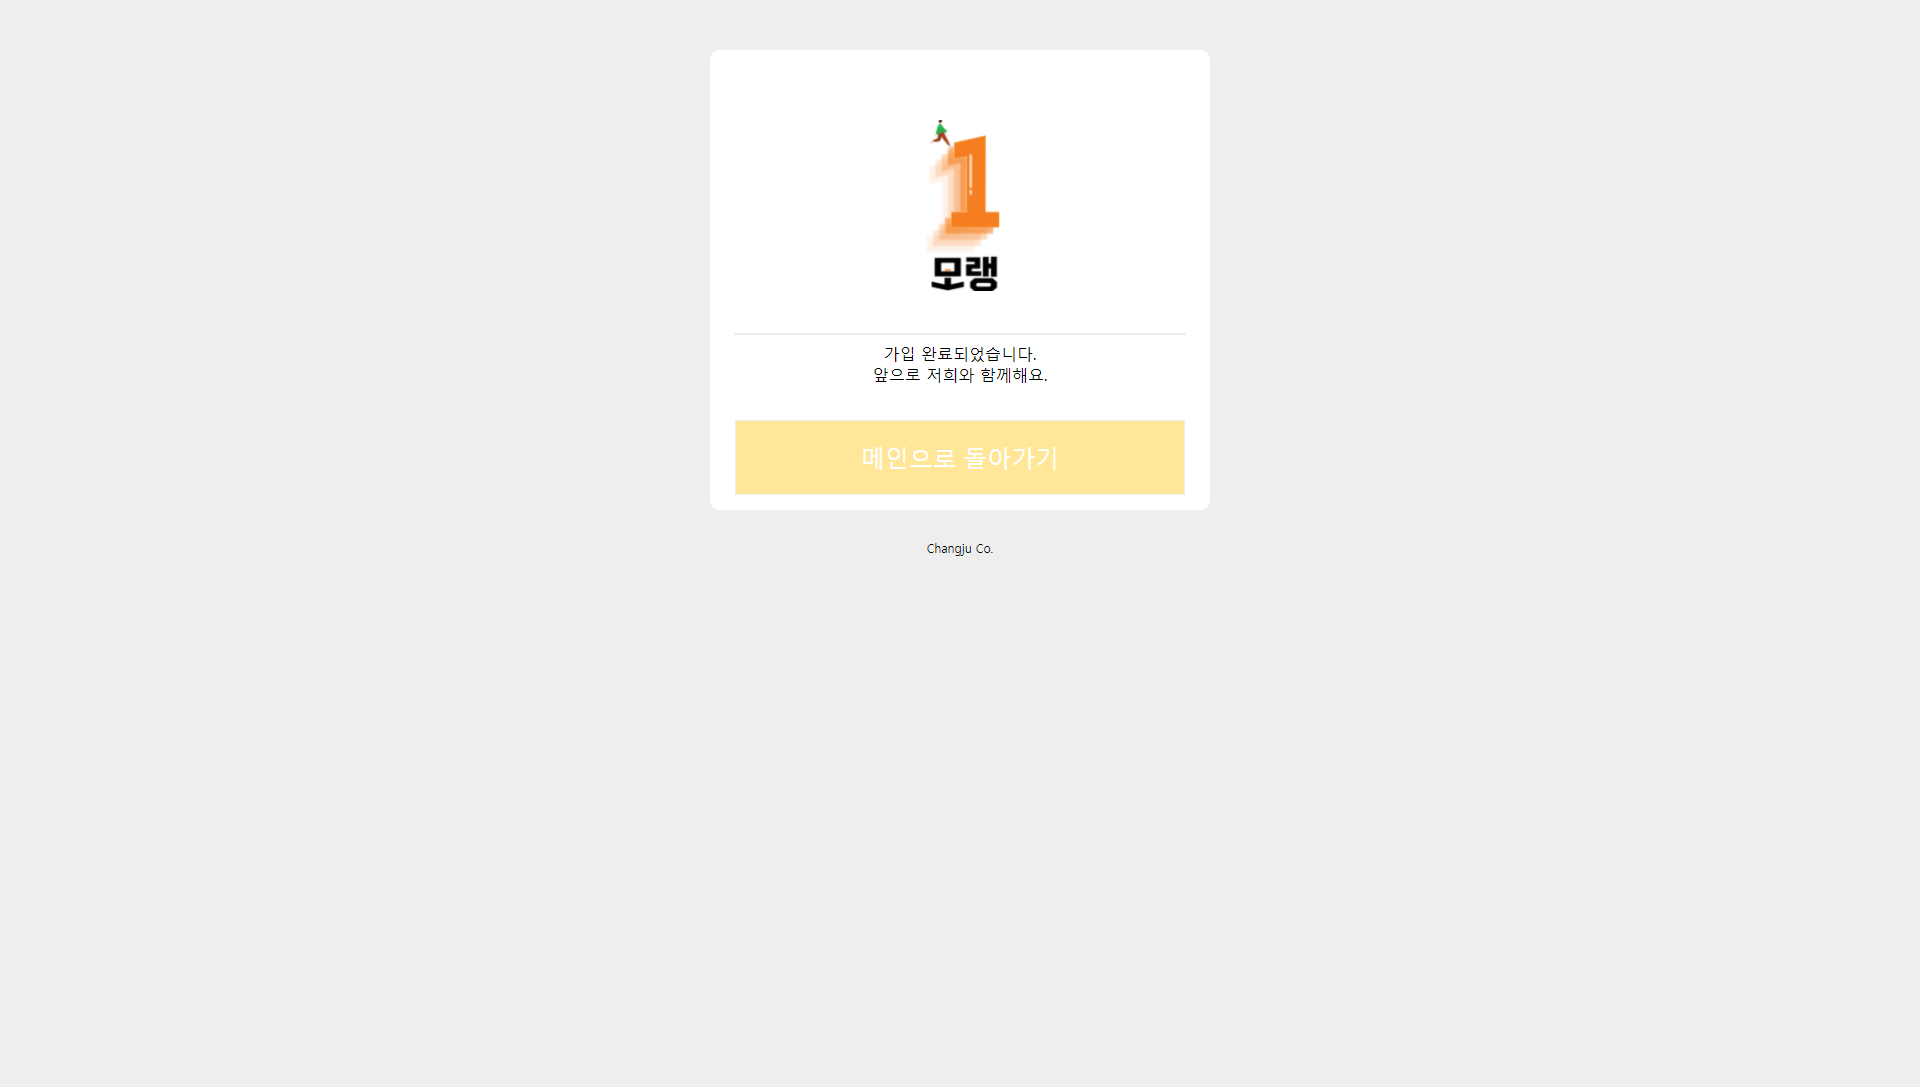 1
모랭
가입 완료되었습니다.
앞으로 저희와 함께해요.
메인으로 돌아가기
Changju Co.